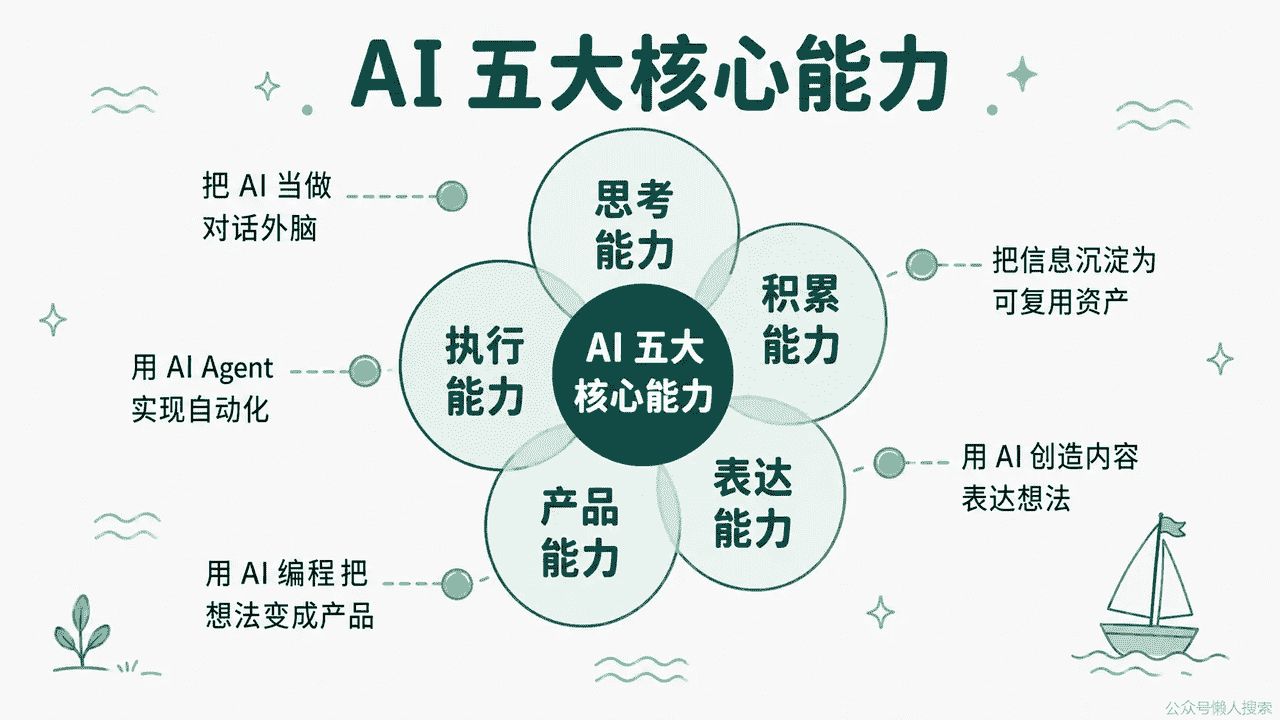 AI 五大核心能力
思考
能力
把 AI 当做
对话外脑
积累
能力
把信息沉淀为
可复用资产
表达
能力
用 AI 创造内容
表达想法
产品
能力
用 AI 编程把
想法变成产品
执行
能力
用 AI Agent
实现自动化
AI 五大
核心能力
公众号懒人搜索